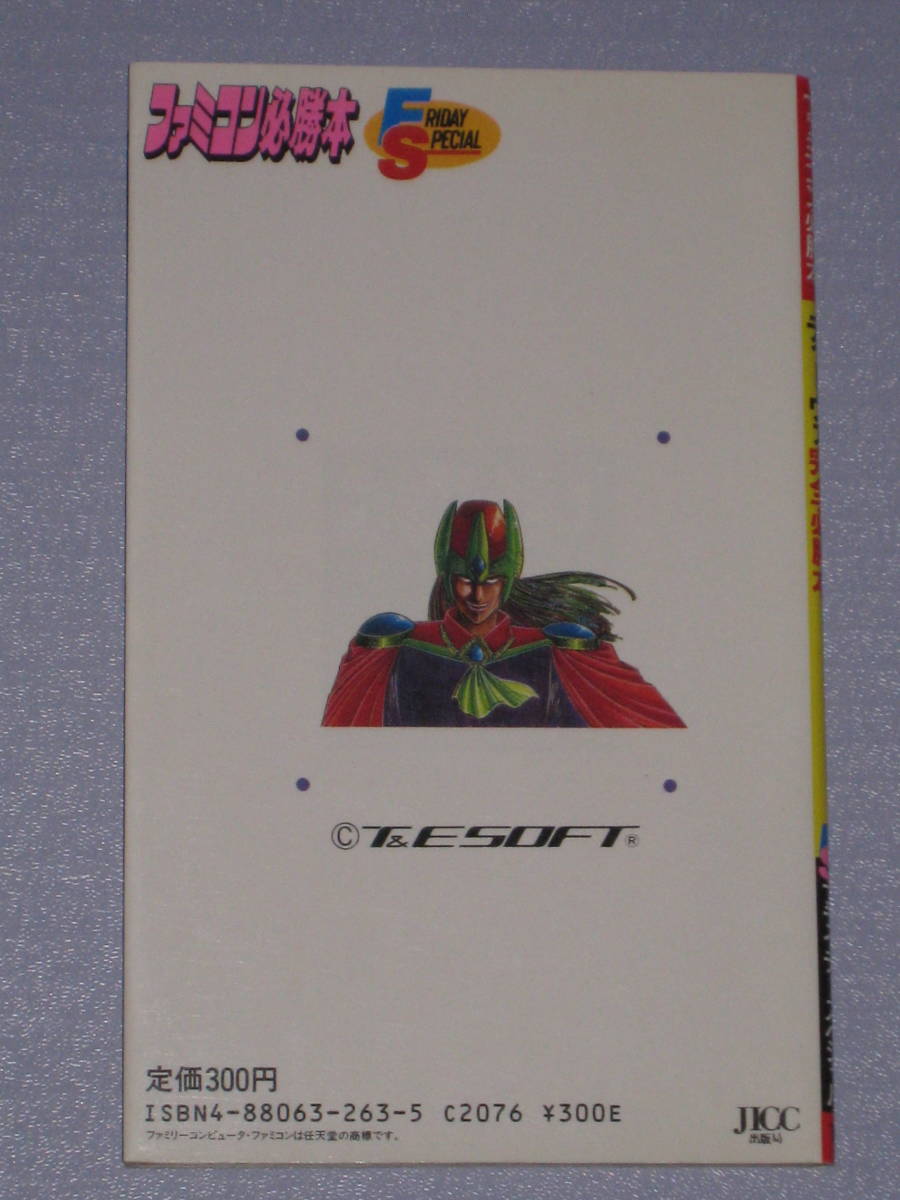 ファミコン必勝本
FRIDAY
SPECIAL
©T&E SOFT®
定価300円
ISBN4-88063-263-5 C2076 ¥300E
ファミリーコンピュータ・ファミコンは任天堂の商標です。
JICC
出版局